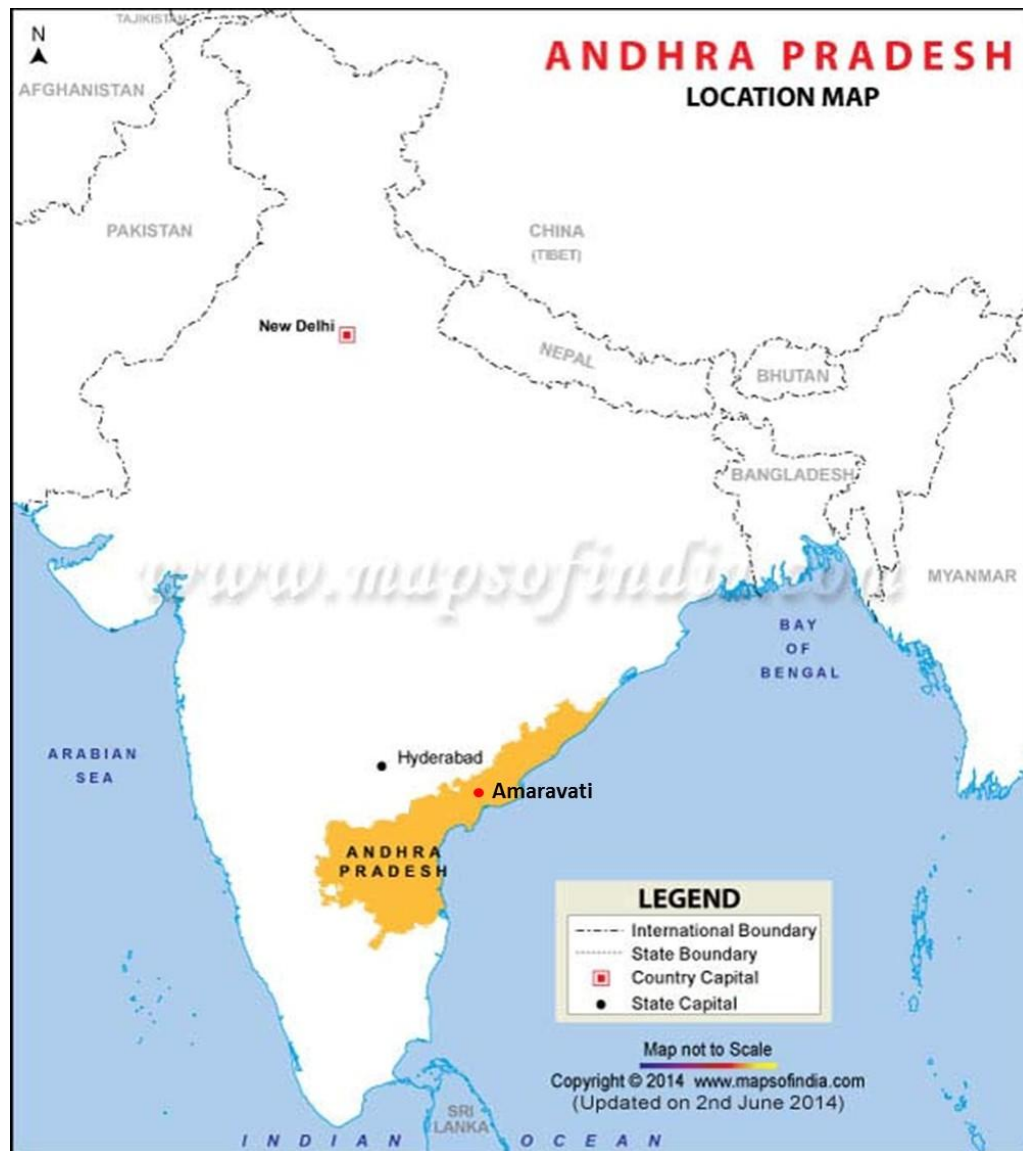 TAJIKISTAN
N
ANDHRA PRADESH
LOCATION MAP
AFGHANISTAN
PAKISTAN
CHINA
(TIBET)
New Delhi
NEPAL
BHUTAN
BANGLADESH
www.mapsofindia.com
MYANMAR
BAY
OF
BENGAL
ARABIAN
SEA
Hyderabad
Amaravati
ANDHRA
PRADESH
LEGEND
International Boundary
State Boundary
Country Capital
State Capital
Map not to Scale
Copyright © 2014 www.mapsofindia.com
(Updated on 2nd June 2014)
SRI
LANKA
INDIAN OCEAN